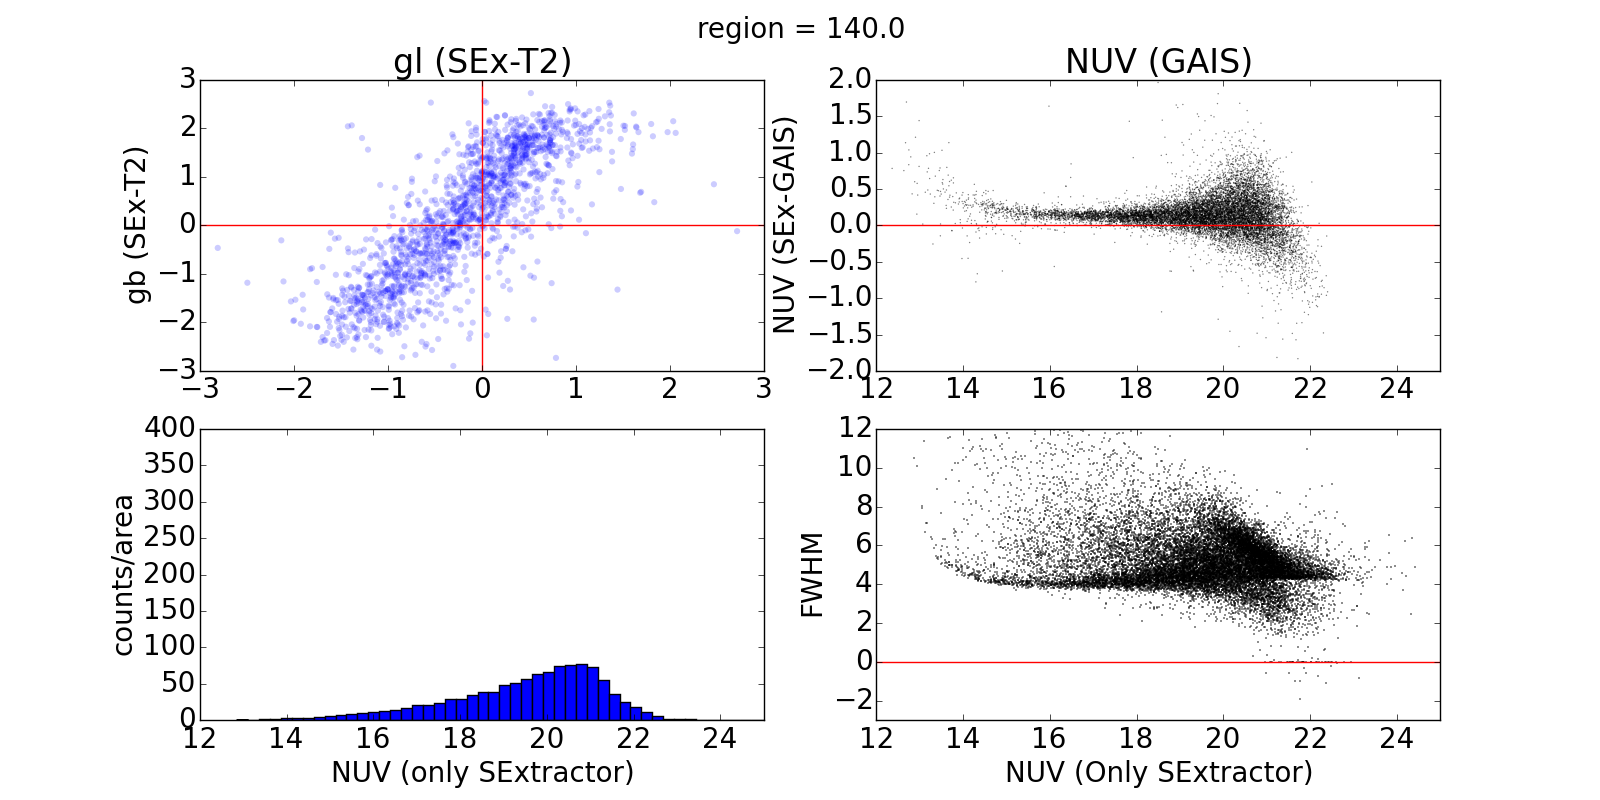 region = 140.0
gl (SEx-T2)
NUV (GAIS)
gb (SEx-T2)
3
2
1
0
−1
−2
−3
−3 −2 −1 0 1 2 3
NUV (SEx-GAIS)
2.0
1.5
1.0
0.5
0.0
−0.5
−1.0
−1.5
−2.0
12 14 16 18 20 22 24
counts/area
400
350
300
250
200
150
100
50
0
12 14 16 18 20 22 24
NUV (only SExtractor)
FWHM
12
10
8
6
4
2
0
−2
12 14 16 18 20 22 24
NUV (Only SExtractor)